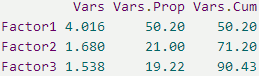 Vars Vars.Prop Vars.Cum
Factor1 4.016 50.20 50.20
Factor2 1.680 21.00 71.20
Factor3 1.538 19.22 90.43